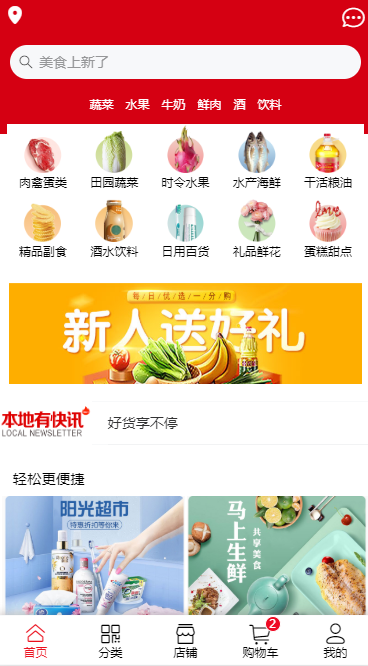 美食上新了
蔬菜 水果 牛奶 鲜肉 酒 饮料
肉禽蛋类 田园蔬菜 时令水果 水产海鲜 干活粮油
精品副食 酒水饮料 日用百货 礼品鲜花 蛋糕甜点
每/日/优/选/一/分/购
新人送好礼
本地有快讯
LOCAL NEWSLETTER
好货享不停
轻松更便捷
阳光超市
特惠折扣等你来
马上生鲜
共享美食
2
首页 分类 店铺 购物车 我的